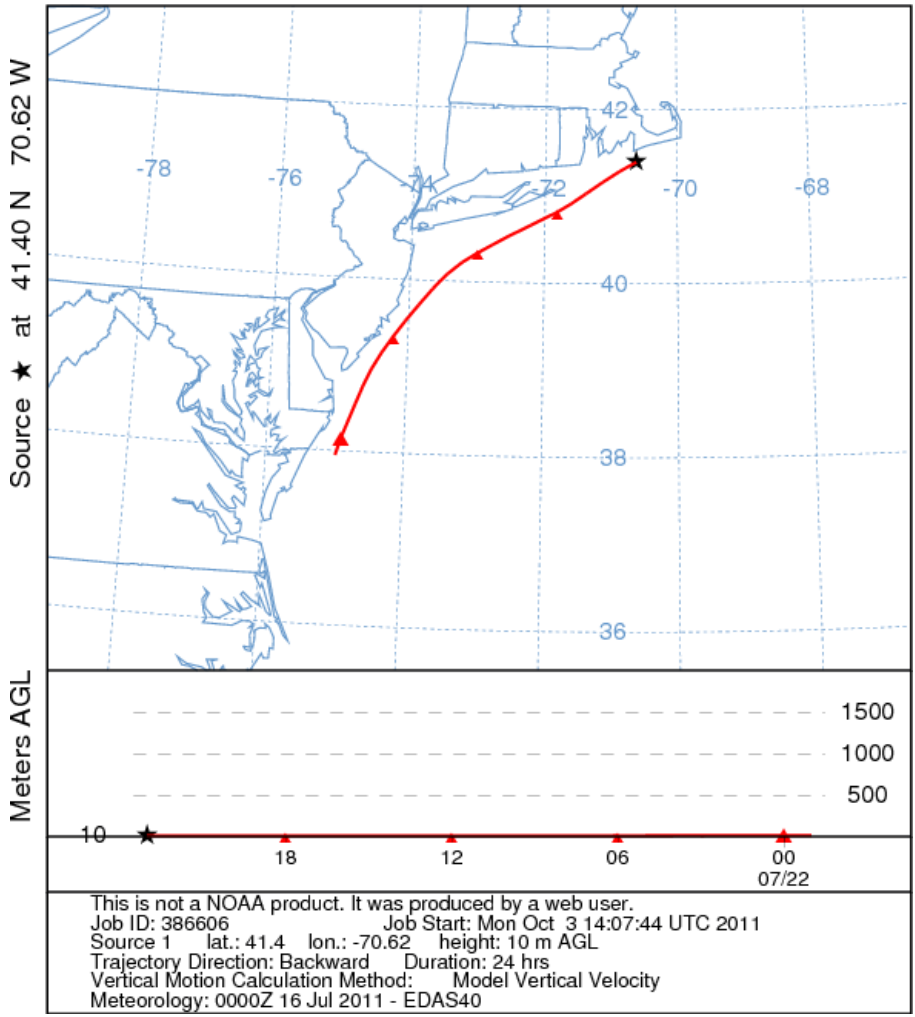 Source ★ at 41.40 N 70.62 W
42
-78
-76
-74
-72
-70
-68
40
38
36
Meters AGL
1500
1000
500
10
18 12 06 00
07/22
This is not a NOAA product. It was produced by a web user.
Job ID: 386606 Job Start: Mon Oct 3 14:07:44 UTC 2011
Source 1 lat.: 41.4 lon.: -70.62 height: 10 m AGL
Trajectory Direction: Backward Duration: 24 hrs
Vertical Motion Calculation Method: Model Vertical Velocity
Meteorology: 0000Z 16 Jul 2011 - EDAS40